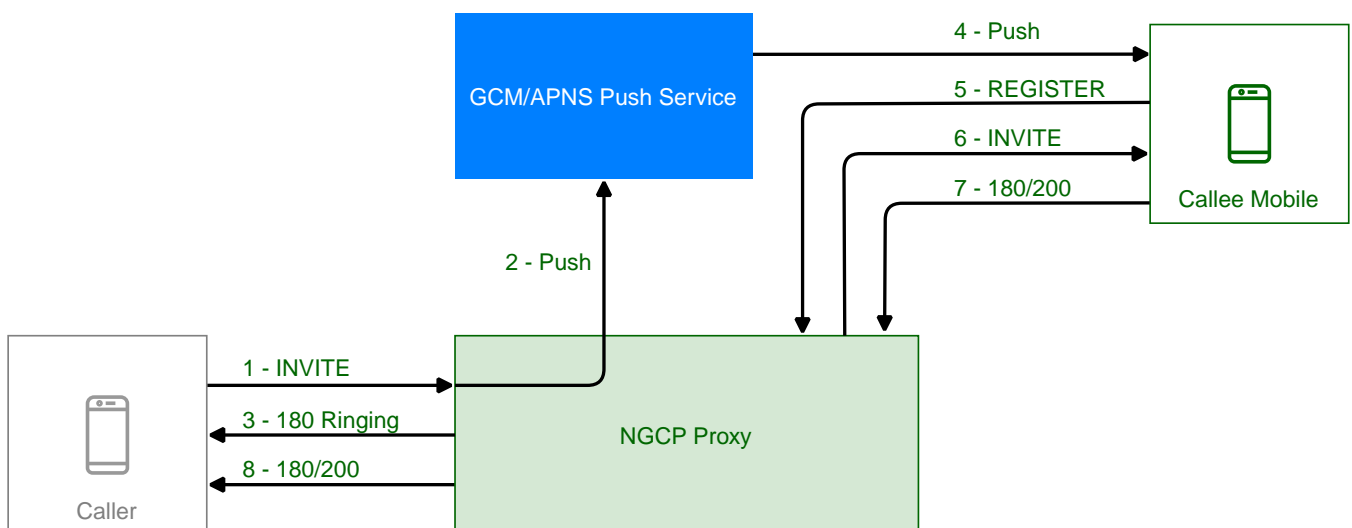 4 - Push
GCM/APNS Push Service
5 - REGISTER
6 - INVITE
7 - 180/200
Callee Mobile
2 - Push
1 - INVITE
3 - 180 Ringing
NGCP Proxy
8 - 180/200
Caller